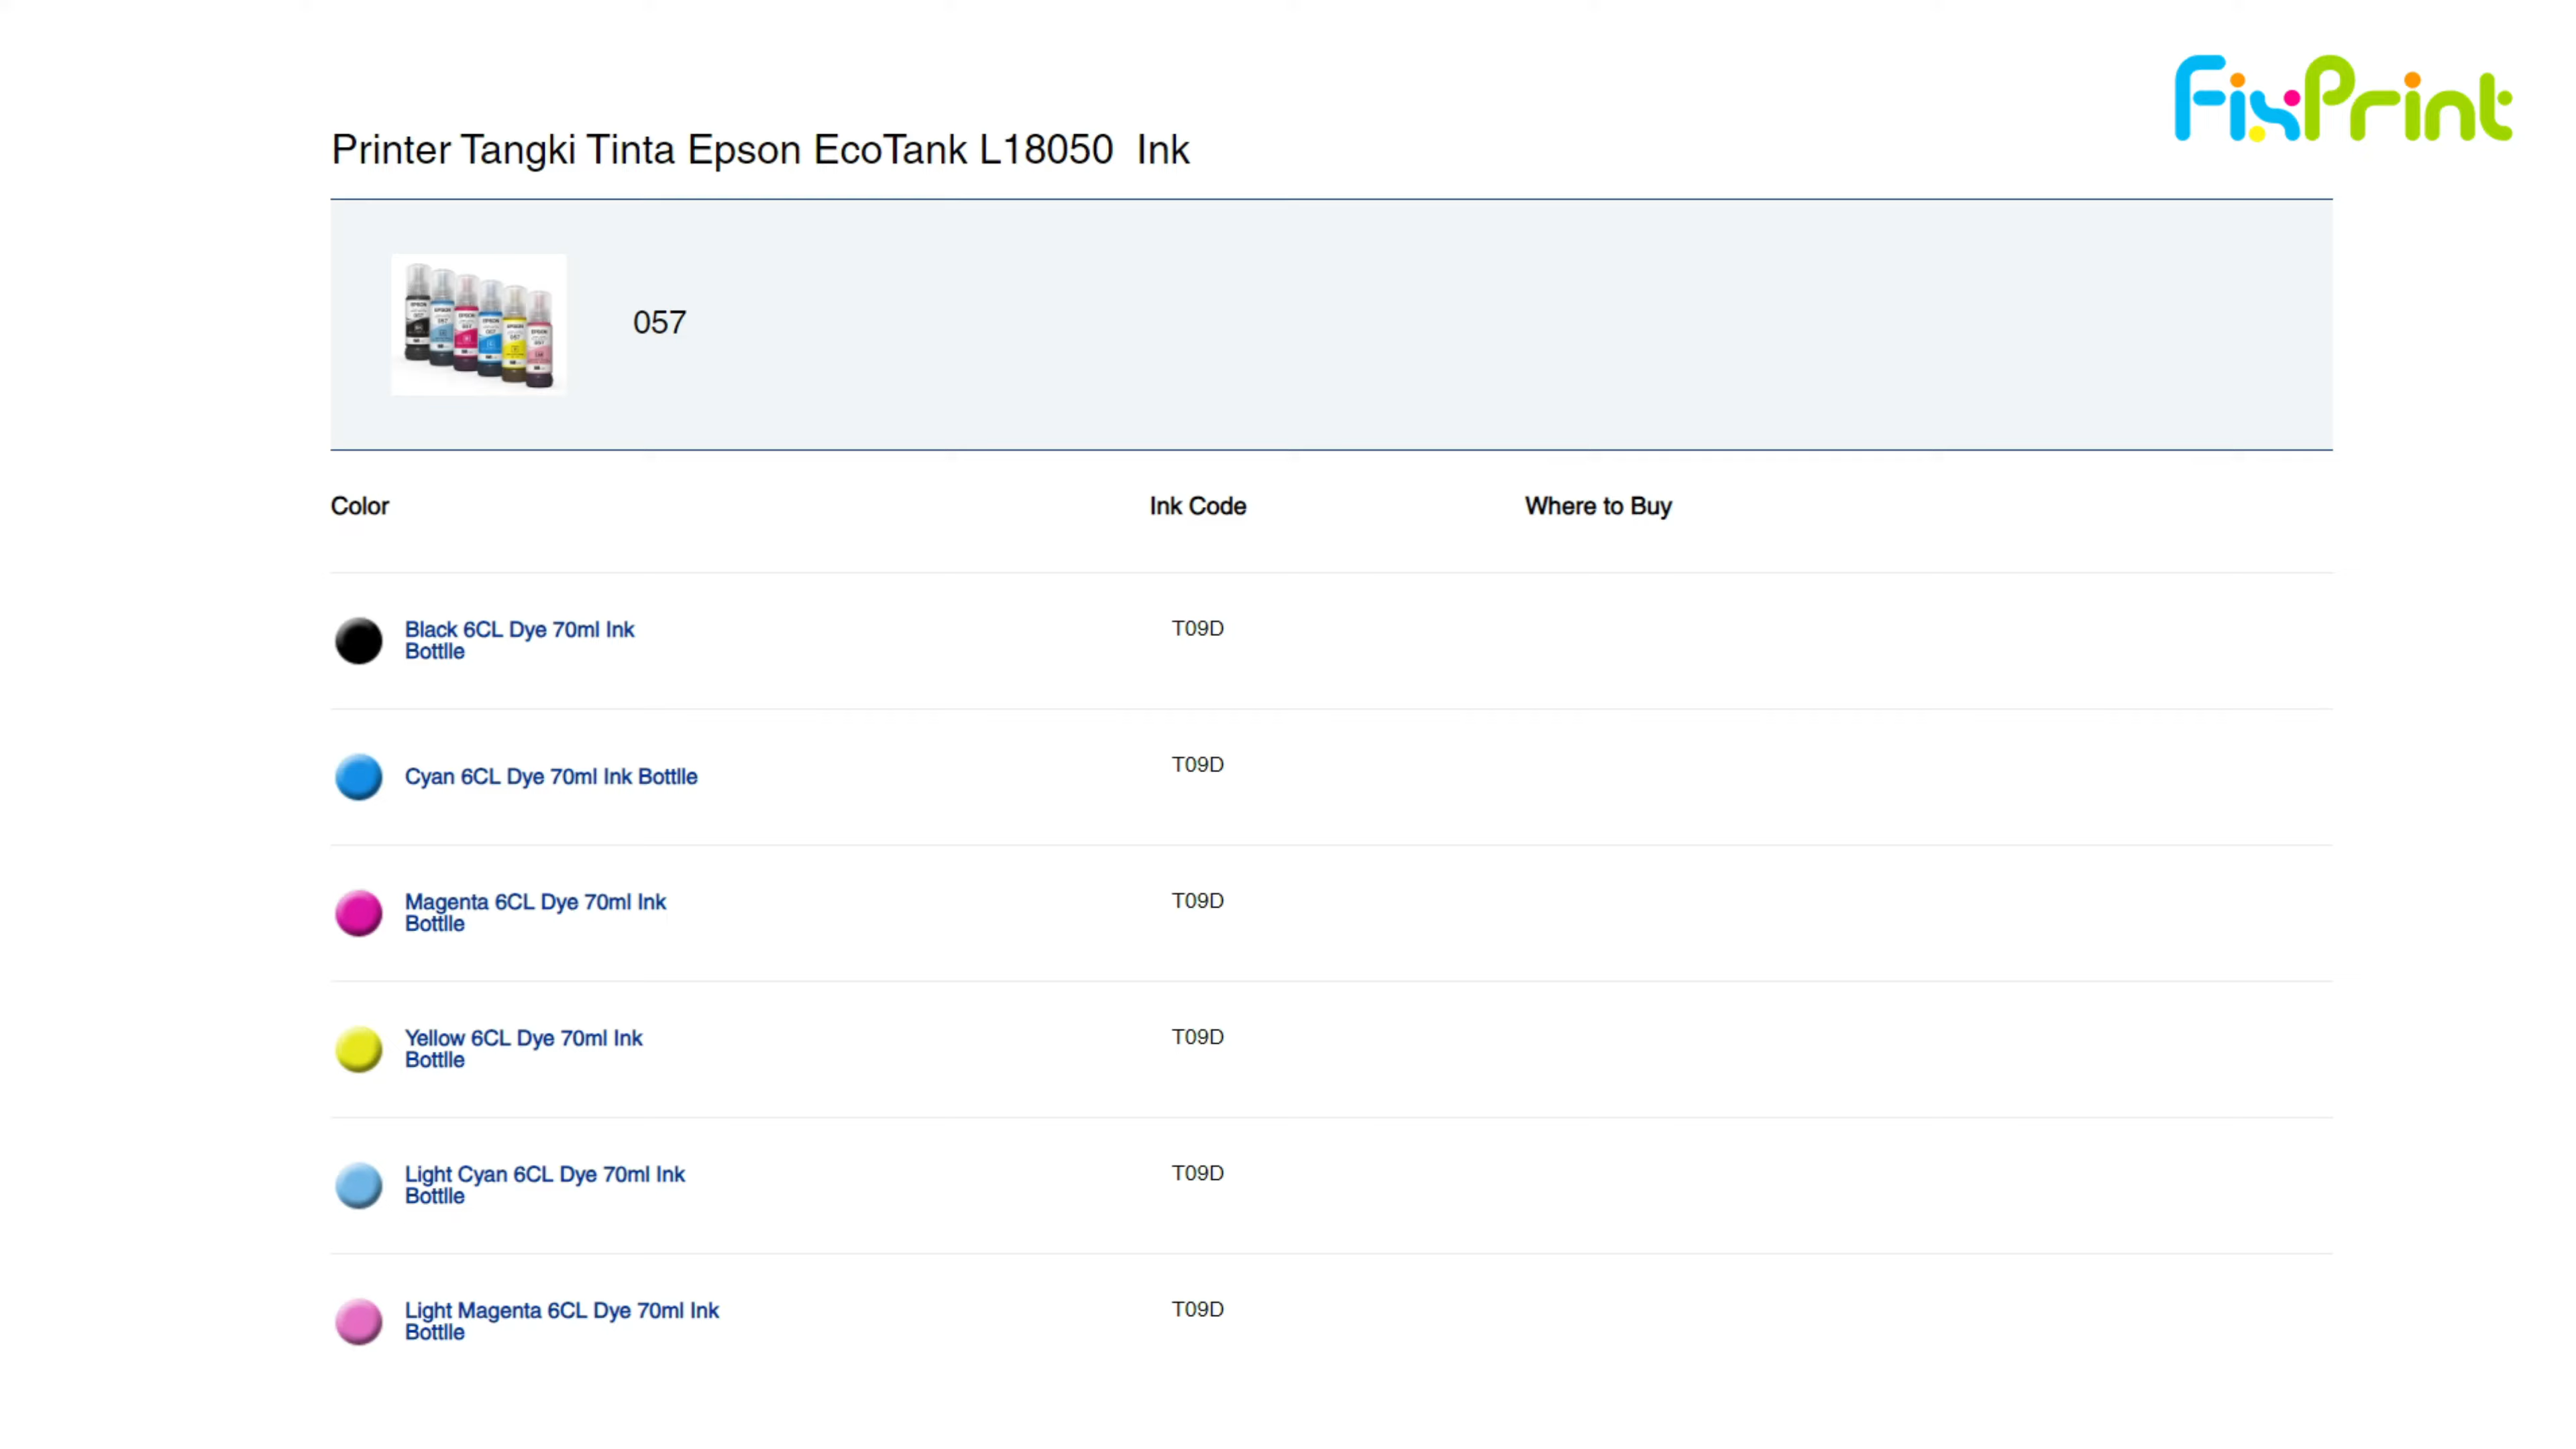 FixPrint
Printer Tangki Tinta Epson EcoTank L18050 Ink
057
Color Ink Code Where to Buy
Black 6CL Dye 70ml Ink
Bottlle
T09D
Cyan 6CL Dye 70ml Ink Bottlle
T09D
Magenta 6CL Dye 70ml Ink
Bottlle
T09D
Yellow 6CL Dye 70ml Ink
Bottlle
T09D
Light Cyan 6CL Dye 70ml Ink
Bottlle
T09D
Light Magenta 6CL Dye 70ml Ink
Bottlle
T09D